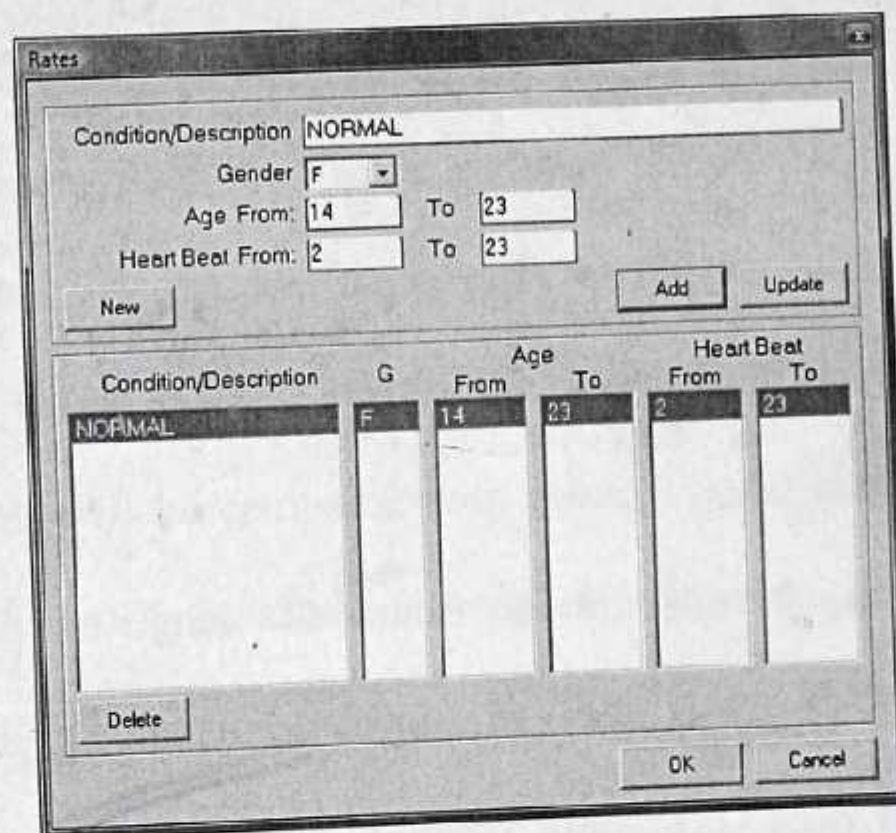 Rates x
Condition/Description NORMAL
Gender F
Age From: 14 To 23
Heart Beat From: 2 To 23
New Add Update
Age Heart Beat
Condition/Description G From To From To
NORMAL F 14 23 2 23
Delete
OK Cancel